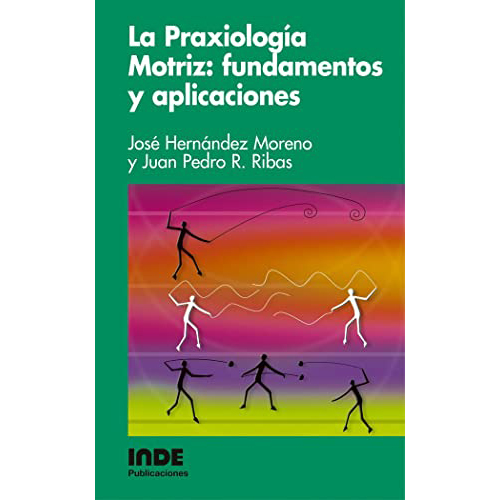 La Praxiología
Motriz: fundamentos
y aplicaciones
José Hernández Moreno
y Juan Pedro R. Ribas
INDE
Publicaciones